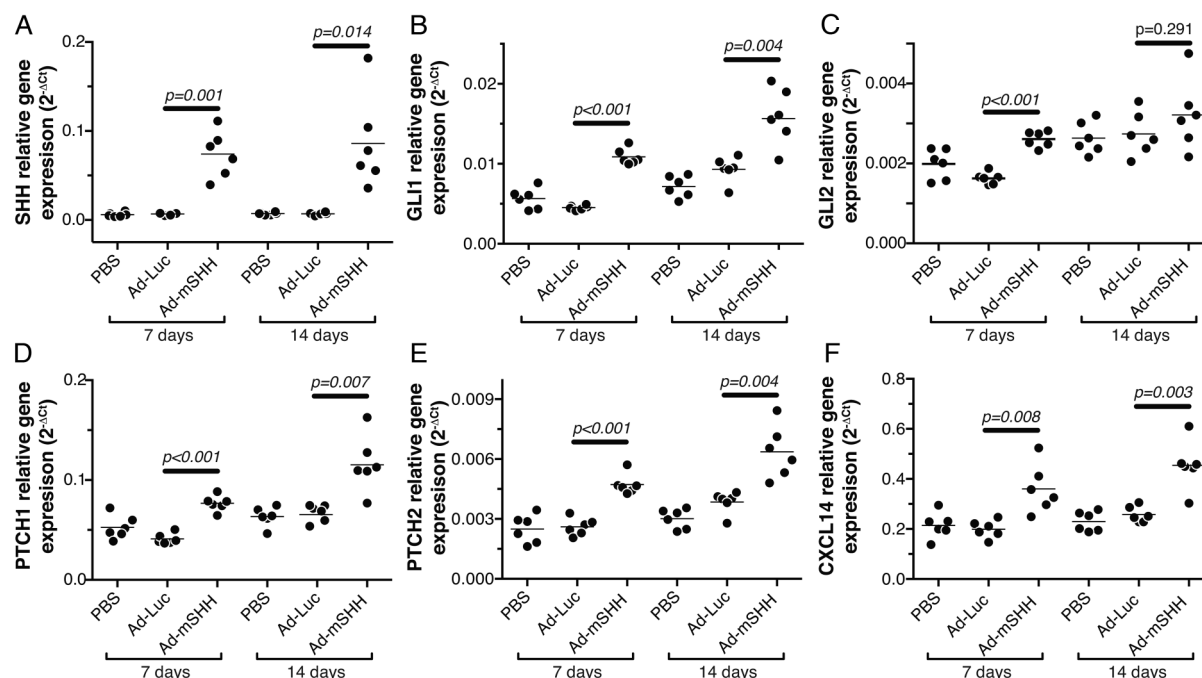 A
SHH relative gene
expresison (2-ΔCt)
0.2
0.1
0.0
p=0.001
p=0.014
PBS
Ad-Luc
Ad-mSHH
PBS
Ad-Luc
Ad-mSHH
7 days
14 days
B
GLI1 relative gene
expresison (2-ΔCt)
0.02
0.01
0.00
p<0.001
p=0.004
PBS
Ad-Luc
Ad-mSHH
PBS
Ad-Luc
Ad-mSHH
7 days
14 days
C
GLI2 relative gene
expresison (2-ΔCt)
0.004
0.002
0.000
p<0.001
p=0.291
PBS
Ad-Luc
Ad-mSHH
PBS
Ad-Luc
Ad-mSHH
7 days
14 days
D
PTCH1 relative gene
expresison (2-ΔCt)
0.2
0.1
0.0
p<0.001
p=0.007
PBS
Ad-Luc
Ad-mSHH
PBS
Ad-Luc
Ad-mSHH
7 days
14 days
E
PTCH2 relative gene
expresison (2-ΔCt)
0.009
0.006
0.003
0.000
p<0.001
p=0.004
PBS
Ad-Luc
Ad-mSHH
PBS
Ad-Luc
Ad-mSHH
7 days
14 days
F
CXCL14 relative gene
expresison (2-ΔCt)
0.8
0.6
0.4
0.2
0.0
p=0.008
p=0.003
PBS
Ad-Luc
Ad-mSHH
PBS
Ad-Luc
Ad-mSHH
7 days
14 days